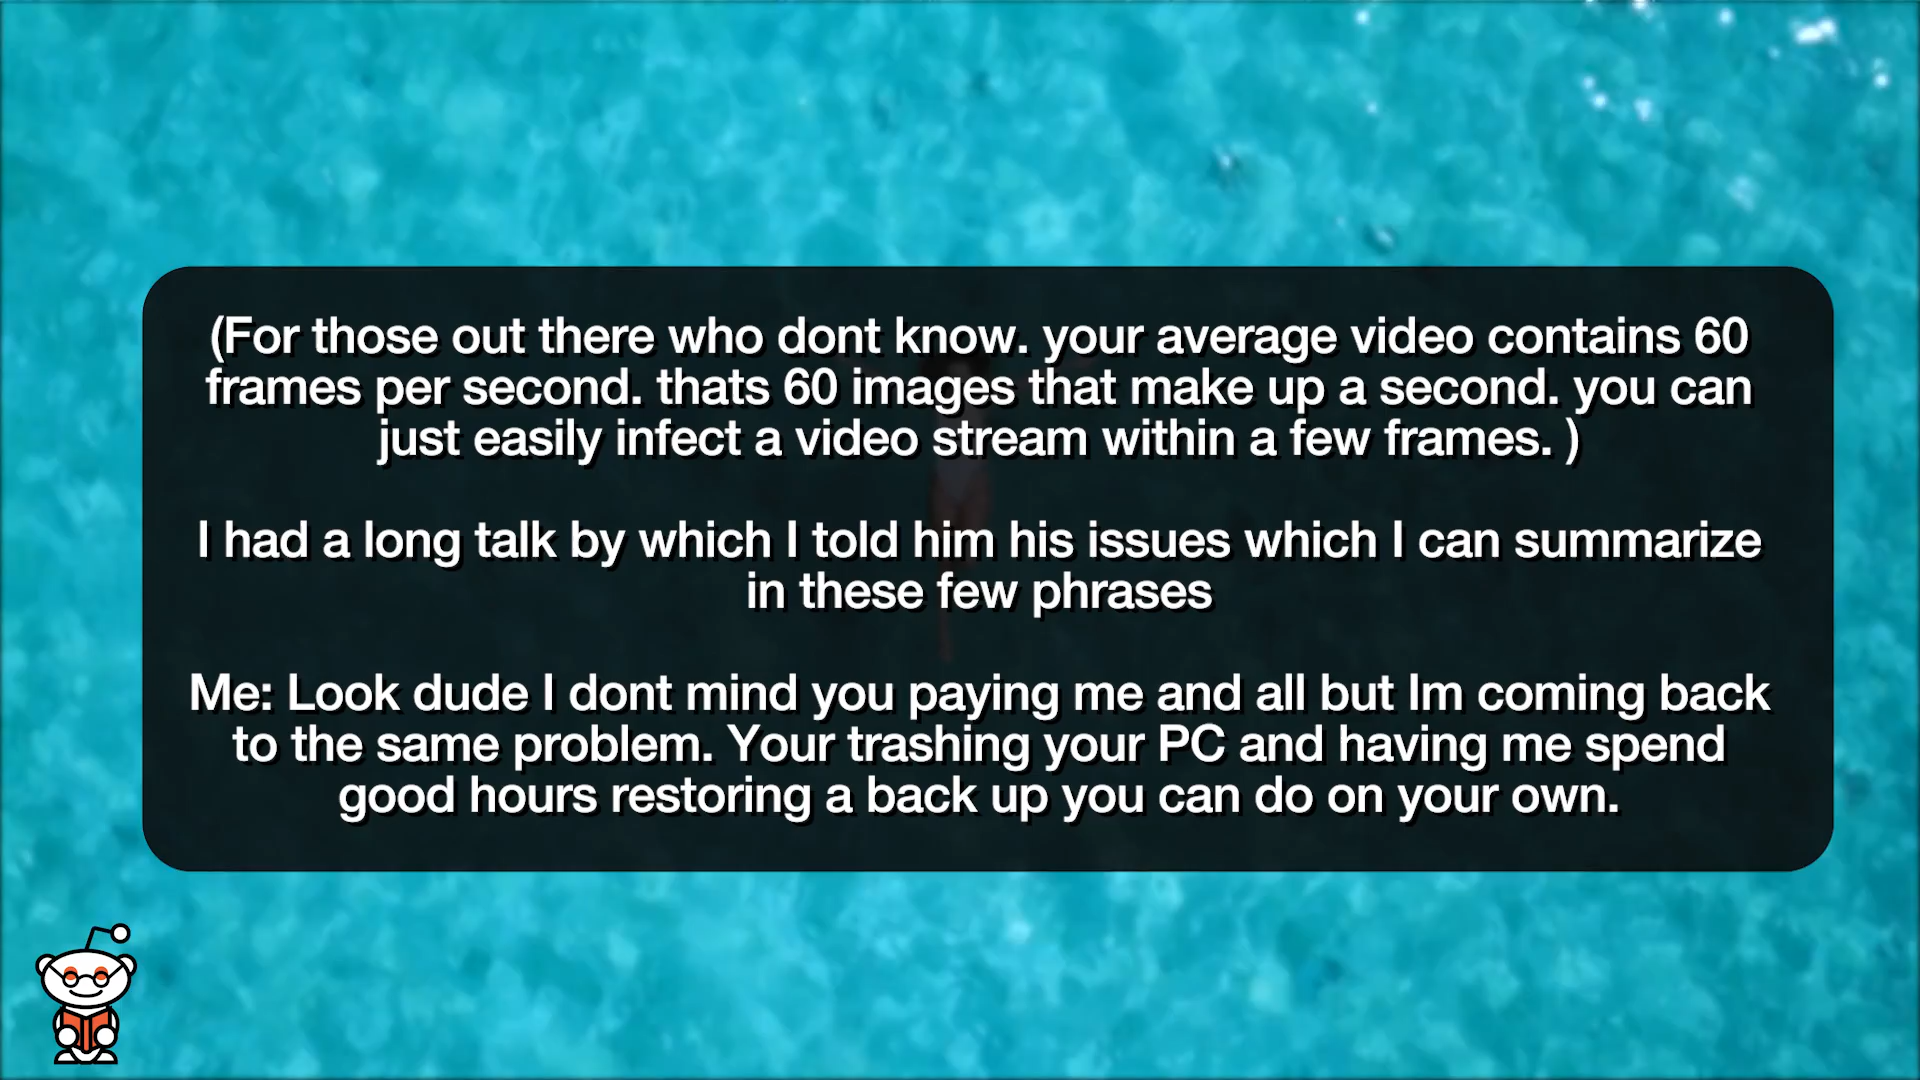 (For those out there who dont know. your average video contains 60
frames per second. thats 60 images that make up a second. you can
just easily infect a video stream within a few frames. )
I had a long talk by which I told him his issues which I can summarize
in these few phrases
Me: Look dude I dont mind you paying me and all but Im coming back
to the same problem. Your trashing your PC and having me spend
good hours restoring a back up you can do on your own.